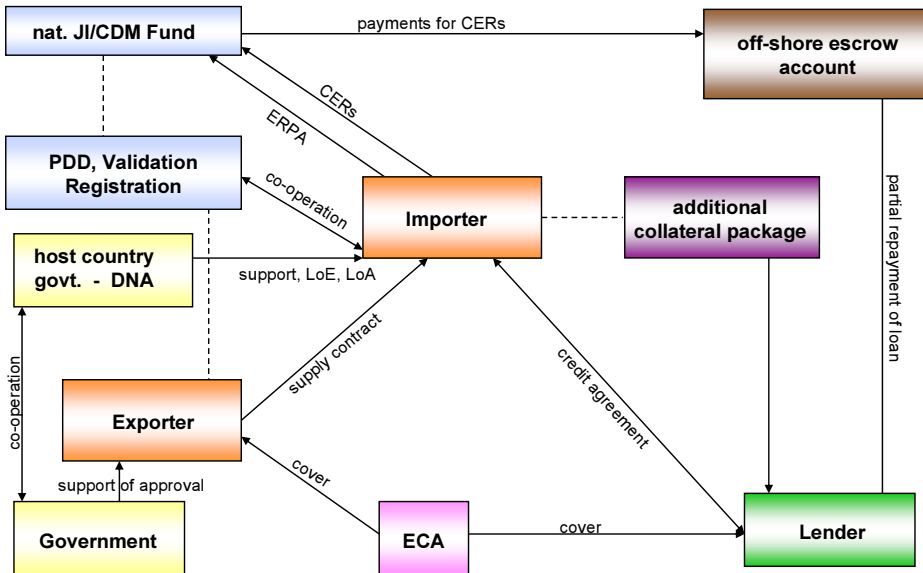 nat. JI/CDM Fund
payments for CERs
off-shore escrow
account
CERs
ERPA
PDD, Validation
Registration
co-operation
Importer
additional
collateral package
partial repayment of loan
host country
govt. - DNA
support, LoE, LoA
supply contract
credit agreement
co-operation
Exporter
cover
support of approval
Government
ECA
cover
Lender